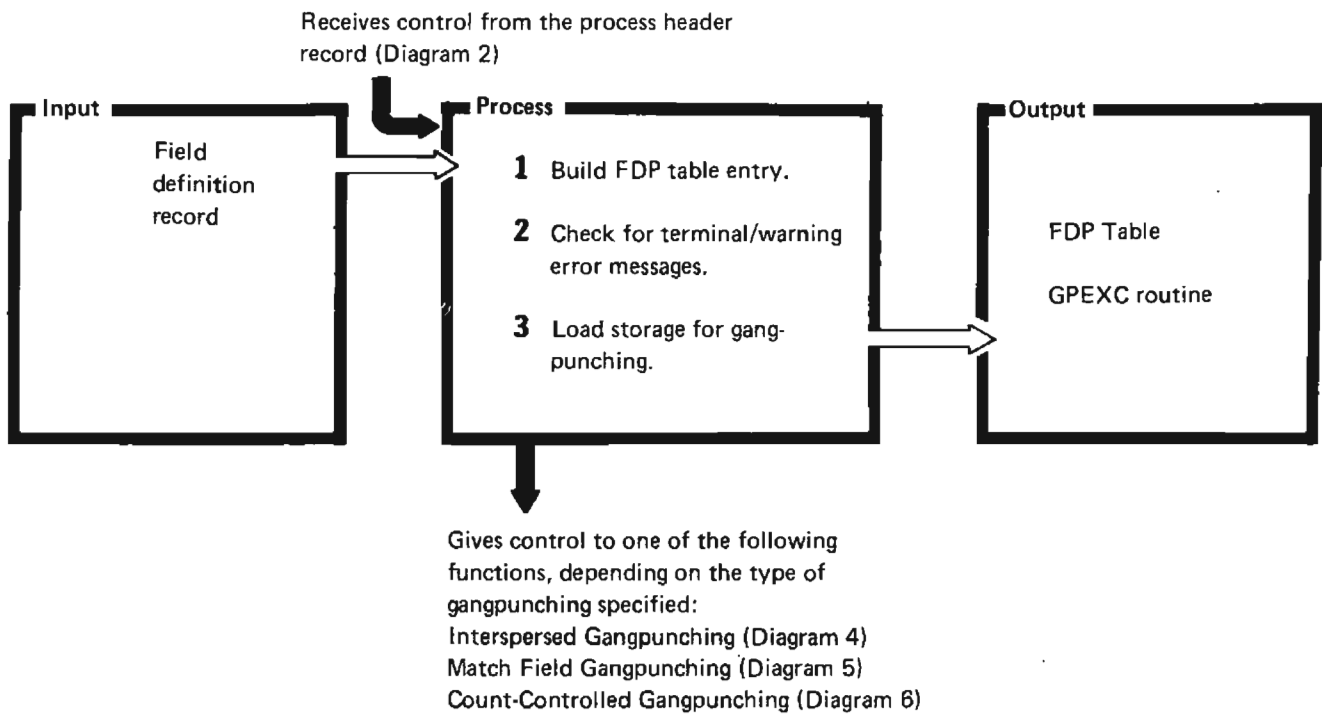 Receives control from the process header
record (Diagram 2)
Input
Field
definition
record
Process
1 Build FDP table entry.
2 Check for terminal/warning
error messages.
3 Load storage for gang-
punching.
Output
FDP Table
GPEXC routine
Gives control to one of the following
functions, depending on the type of
gangpunching specified:
Interspersed Gangpunching (Diagram 4)
Match Field Gangpunching (Diagram 5)
Count-Controlled Gangpunching (Diagram 6)